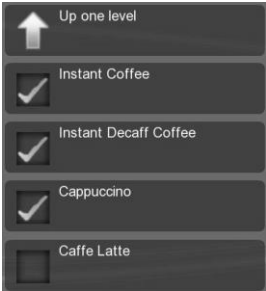 Up one level
Instant Coffee
Instant Decaff Coffee
Cappuccino
Caffe Latte